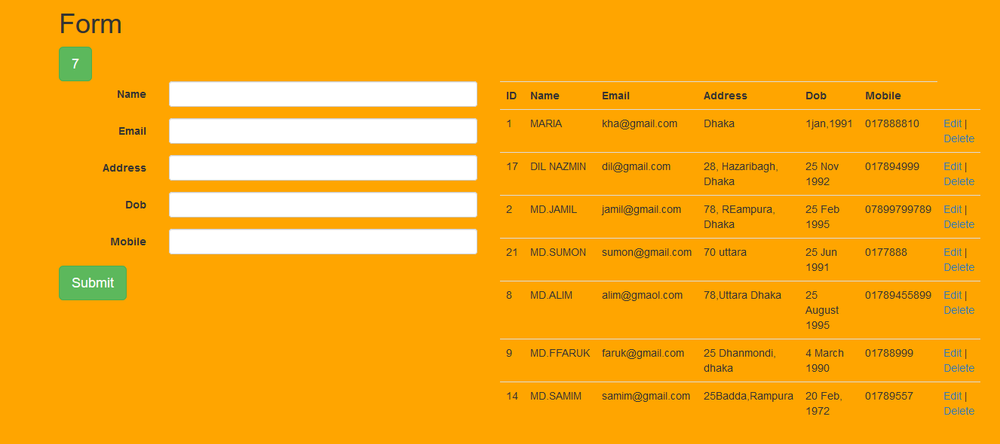 Form
7
Name
Email
Address
Dob
Mobile
Submit
ID Name Email Address Dob Mobile
1 MARIA kha@gmail.com Dhaka 1jan,1991 017888810 Edit |
Delete
17 DIL NAZMIN dil@gmail.com 28, Hazaribagh, 25 Nov 017894999 Edit |
Dhaka 1992 Delete
2 MD.JAMIL jamil@gmail.com 78, REampura, 25 Feb 07899799789 Edit |
Dhaka 1995 Delete
21 MD.SUMON sumon@gmail.com 70 uttara 25 Jun 0177888 Edit |
1991 Delete
8 MD.ALIM alim@gmaol.com 78,Uttara Dhaka 25 01789455899 Edit |
August Delete
1995
9 MD.FFARUK faruk@gmail.com 25 Dhanmondi, 4 March 01788999 Edit |
dhaka 1990 Delete
14 MD.SAMIM samim@gmail.com 25Badda,Rampura 20 Feb, 01789557 Edit |
1972 Delete